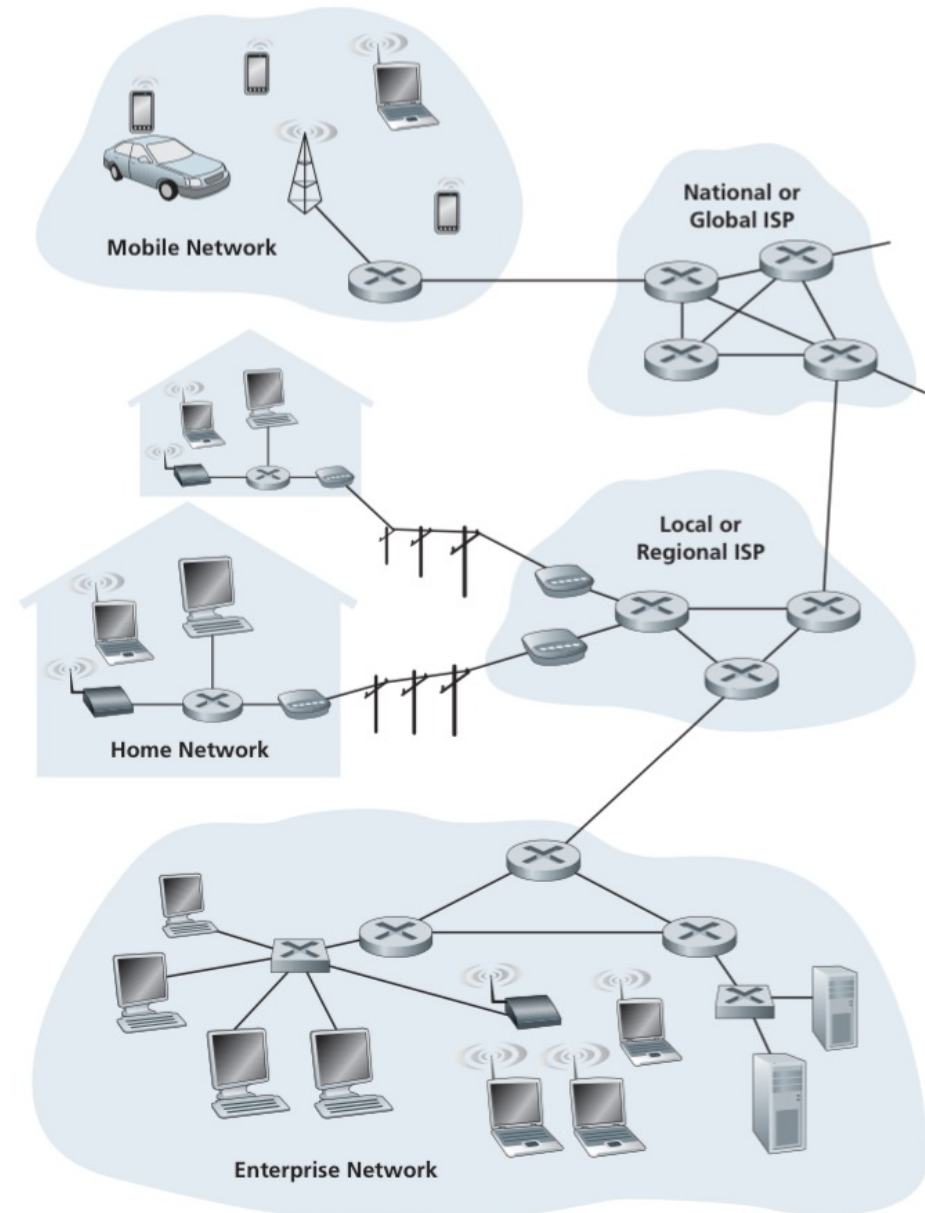 National or
Global ISP
Mobile Network
Local or
Regional ISP
Home Network
Enterprise Network